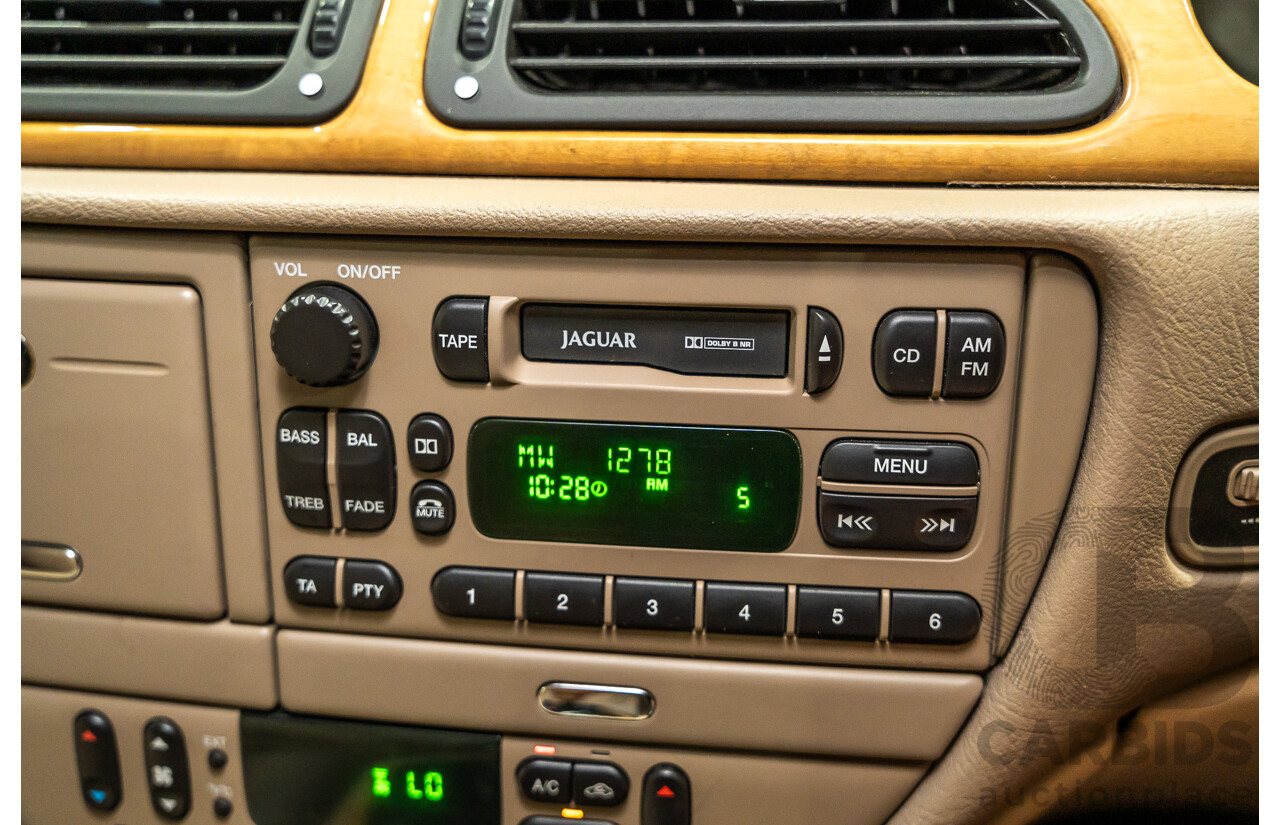 VOL ON/OFF
TAPE
JAGUAR
DOLBY B NR
CD
AM
FM
BASS
BAL
TREB
FADE
MUTE
MW 1278
10:28 AM
5
MENU
TA
PTY
1 2 3 4 5 6
EXT
LO
A/C
CARBIDS
auctionplace